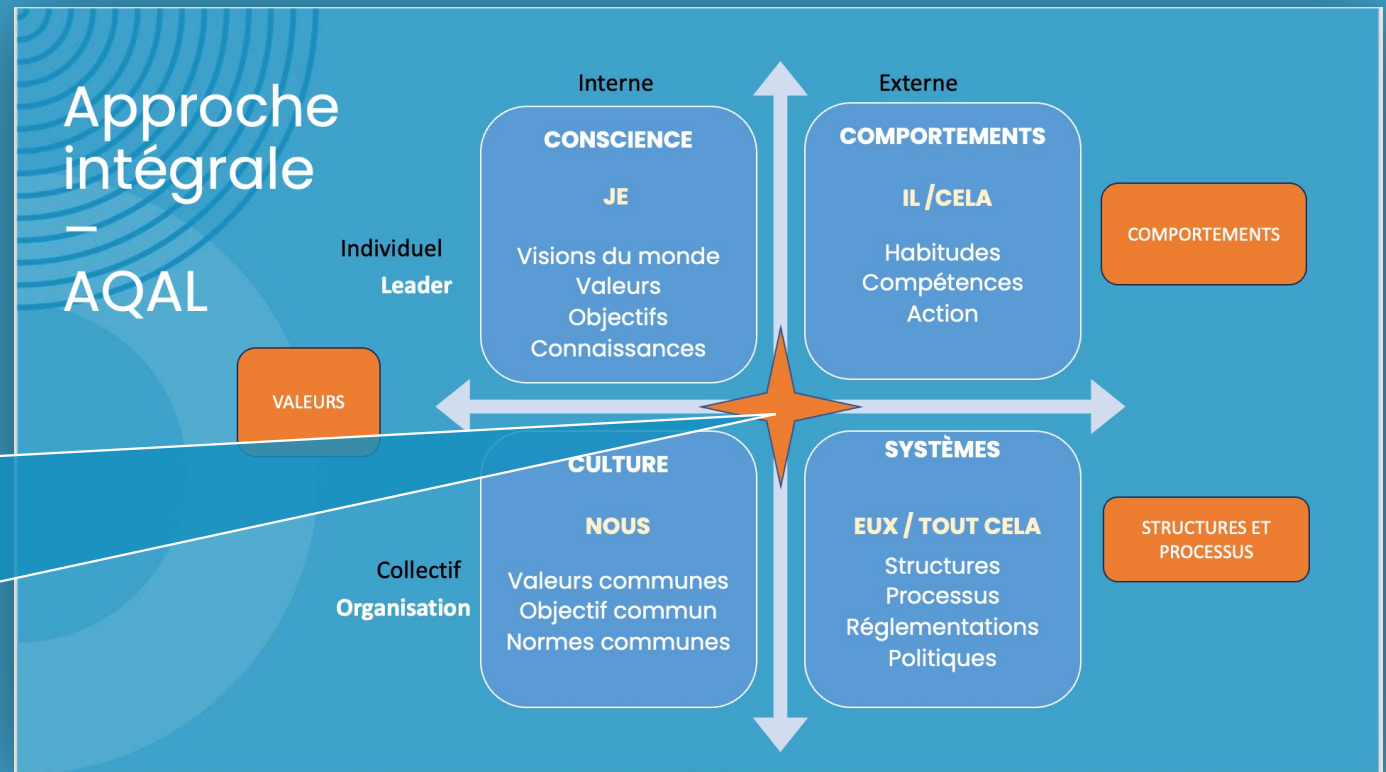 Approche
intégrale
–
AQAL
Interne
Externe
Individuel
Leader
CONSCIENCE
JE
Visions du monde
Valeurs
Objectifs
Connaissances
COMPORTEMENTS
IL /CELA
Habitudes
Compétences
Action
COMPORTEMENTS
VALEURS
Collectif
Organisation
CULTURE
NOUS
Valeurs communes
Objectif commun
Normes communes
SYSTÈMES
EUX / TOUT CELA
Structures
Processus
Réglementations
Politiques
STRUCTURES ET
PROCESSUS